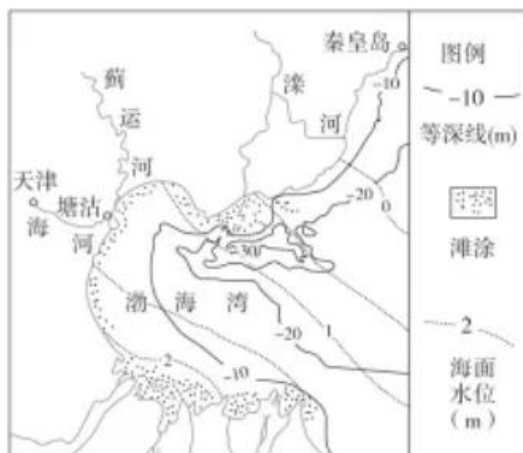 秦皇岛
-10
滦
河
-20
0
蓟
运
河
天津
塘沽
海
河
-30
渤海湾
-20
1
2
-10
图例
-10
等深线(m)
滩涂
2
海面
水位
(m)